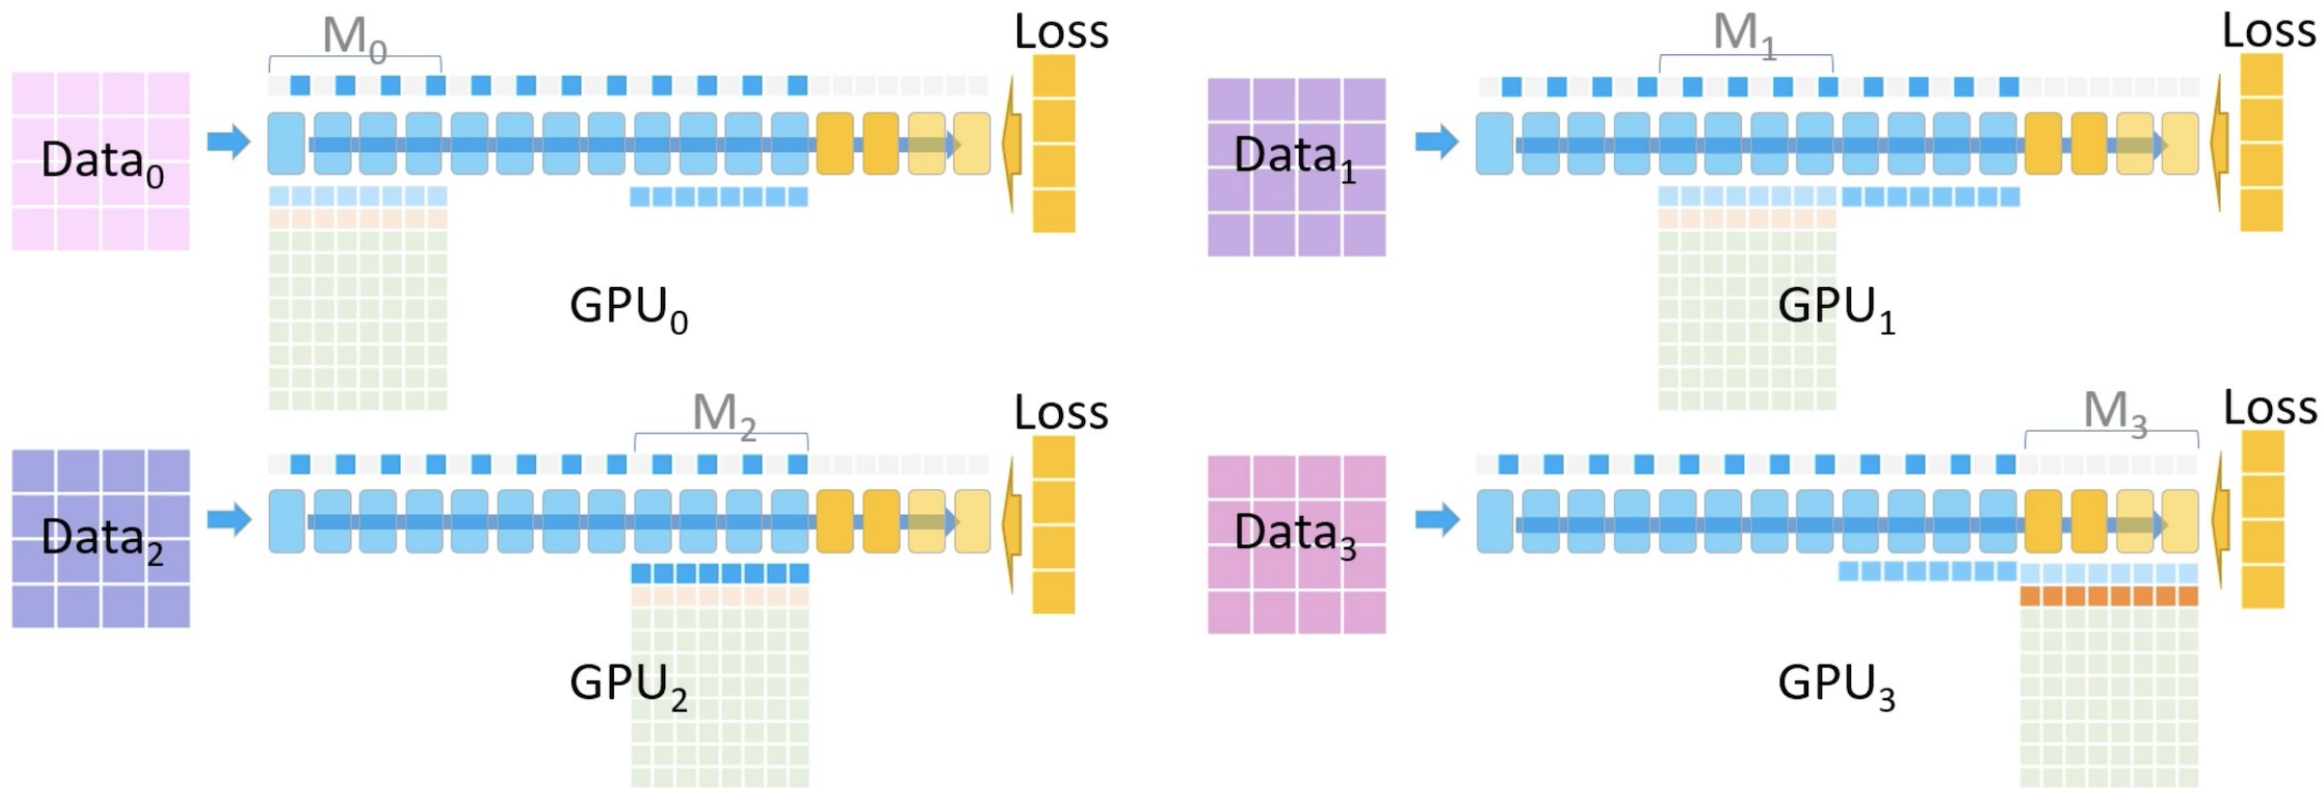 M₀
Loss
Data₀
GPU₀
M₁
Loss
Data₁
GPU₁
M₂
Loss
Data₂
GPU₂
M₃
Loss
Data₃
GPU₃